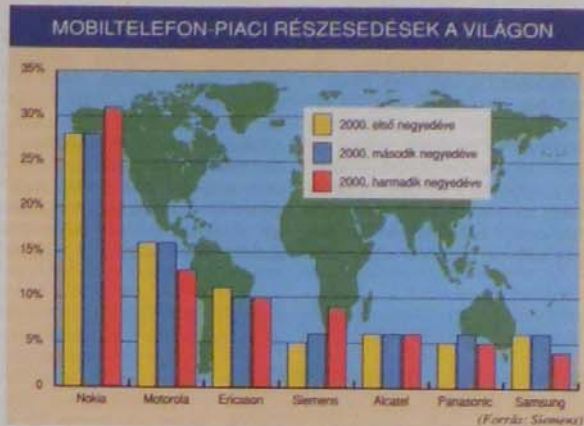 MOBILTELEFON-PIACI RÉSZESEDÉSEK A VILÁGON
35%
30%
25%
20%
15%
10%
5%
0
2000. első negyedéve
2000. második negyedéve
2000. harmadik negyedéve
Nokia Motorola Ericsson Siemens Alcatel Panasonic Samsung
(Forrás: Siemens)